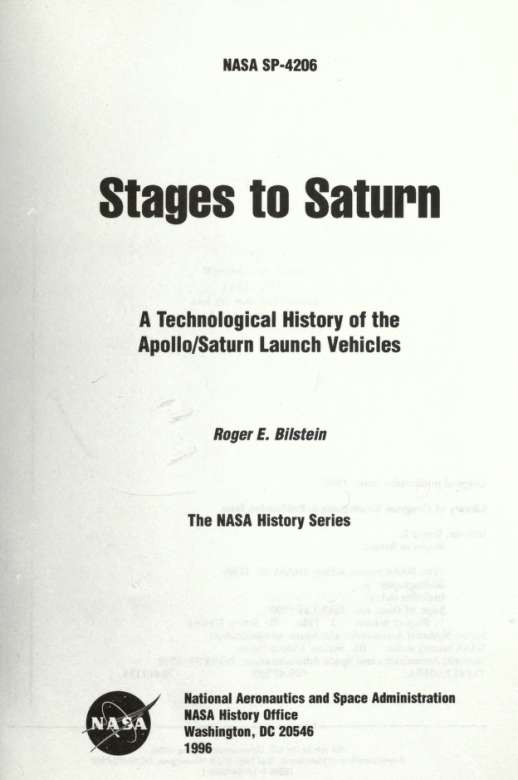 NASA SP-4206
Stages to Saturn
A Technological History of the
Apollo/Saturn Launch Vehicles
Roger E. Bilstein
The NASA History Series
NASA
National Aeronautics and Space Administration
NASA History Office
Washington, DC 20546
1996